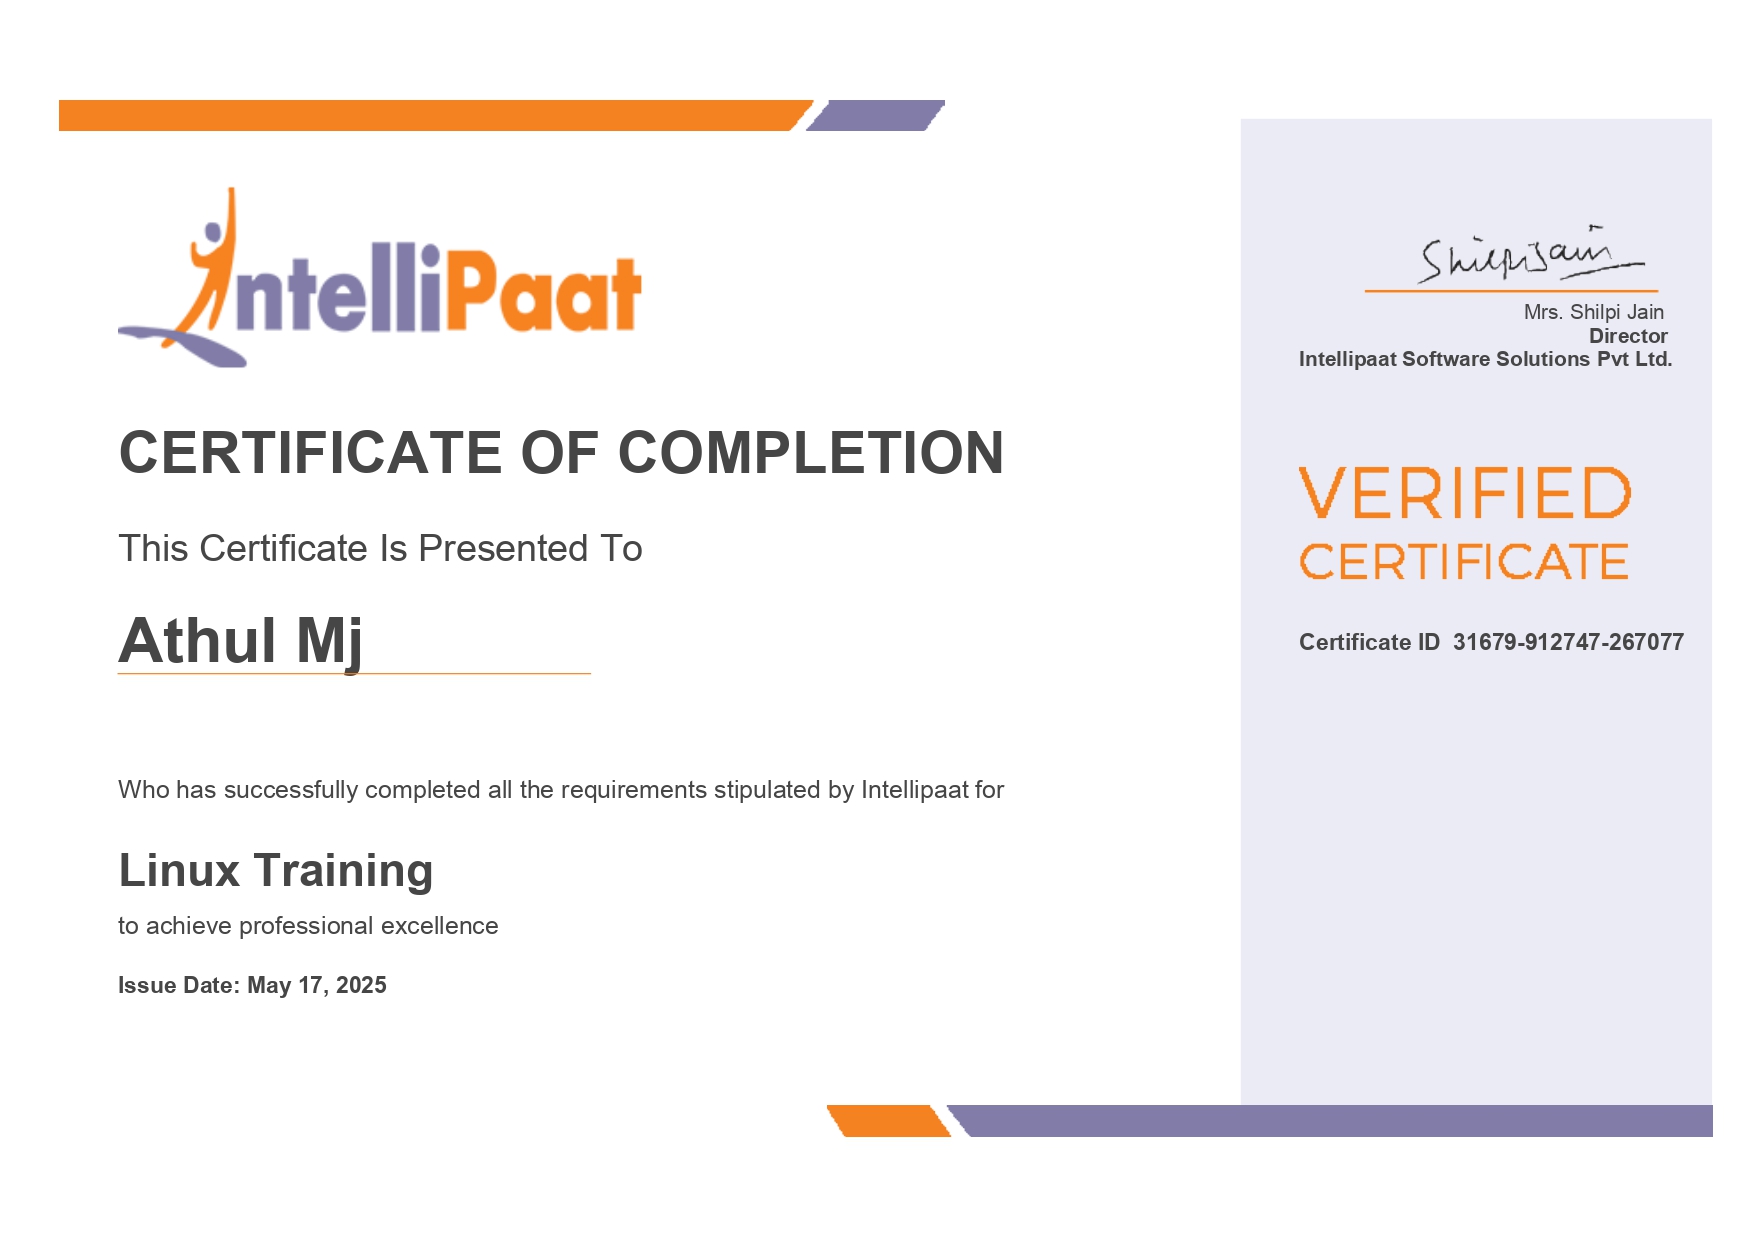 IntelliPaat
CERTIFICATE OF COMPLETION
This Certificate Is Presented To
Athul Mj
Who has successfully completed all the requirements stipulated by Intellipaat for
Linux Training
to achieve professional excellence
Issue Date: May 17, 2025
Shilpi Jain
Mrs. Shilpi Jain
Director
Intellipaat Software Solutions Pvt Ltd.
VERIFIED
CERTIFICATE
Certificate ID 31679-912747-267077